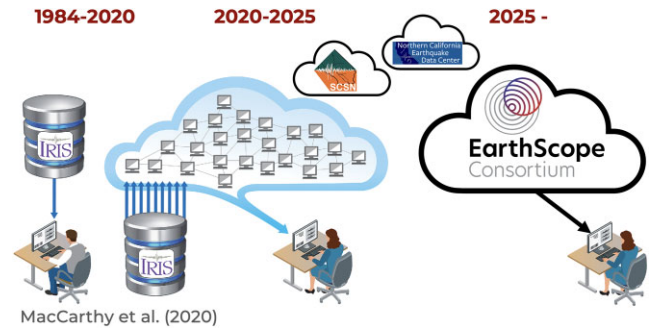 1984-2020
2020-2025
2025 -
SCSN
Northern California
Earthquake
Data Center
IRIS
IRIS
EarthScope
Consortium
MacCarthy et al. (2020)